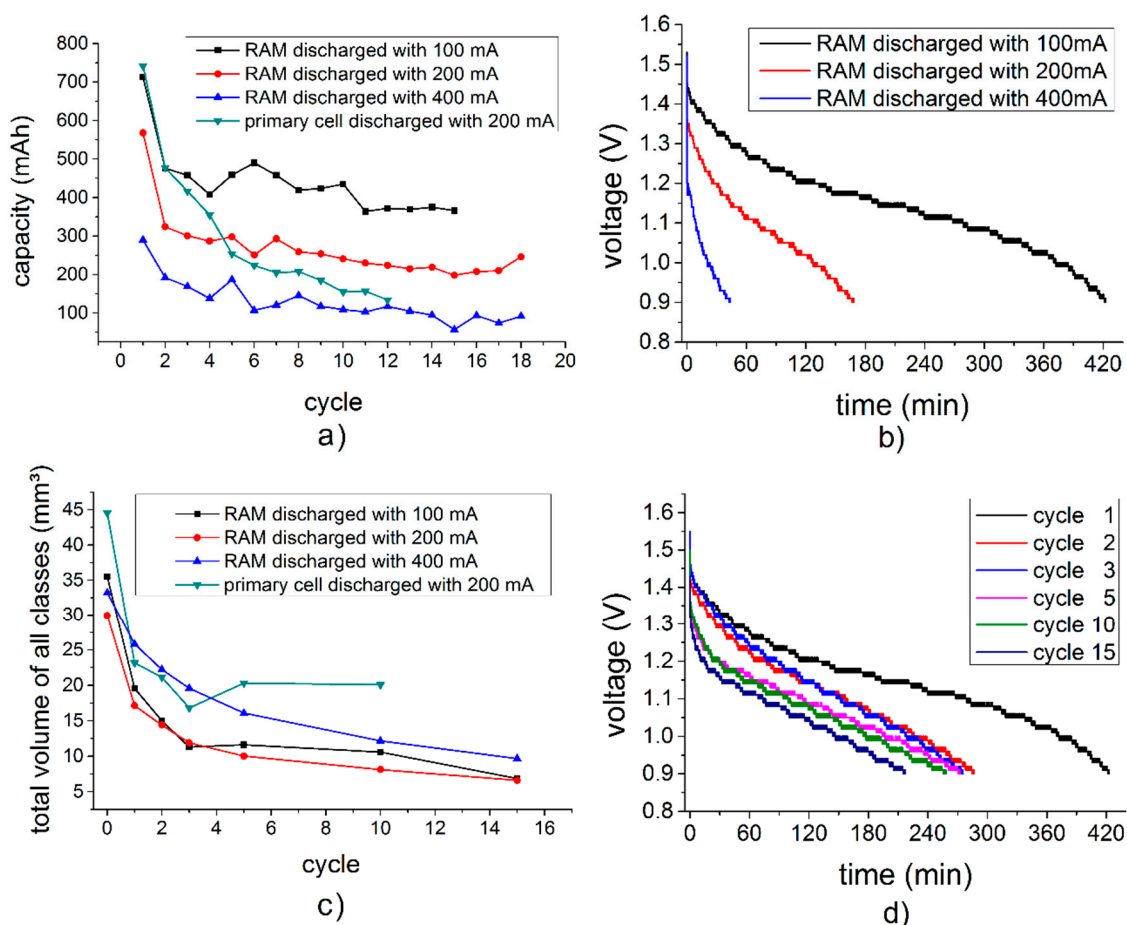 800
700
600
500
400
300
200
100
capacity (mAh)
RAM discharged with 100 mA
RAM discharged with 200 mA
RAM discharged with 400 mA
primary cell discharged with 200 mA
0 2 4 6 8 10 12 14 16 18 20
cycle
a)
1.6
1.5
1.4
1.3
1.2
1.1
1.0
0.9
0.8
voltage (V)
RAM discharged with 100mA
RAM discharged with 200mA
RAM discharged with 400mA
0 60 120 180 240 300 360 420
time (min)
b)
45
40
35
30
25
20
15
10
5
total volume of all classes (mm³)
RAM discharged with 100 mA
RAM discharged with 200 mA
RAM discharged with 400 mA
primary cell discharged with 200 mA
0 2 4 6 8 10 12 14 16
cycle
c)
1.6
1.5
1.4
1.3
1.2
1.1
1.0
0.9
0.8
voltage (V)
cycle 1
cycle 2
cycle 3
cycle 5
cycle 10
cycle 15
0 60 120 180 240 300 360 420
time (min)
d)